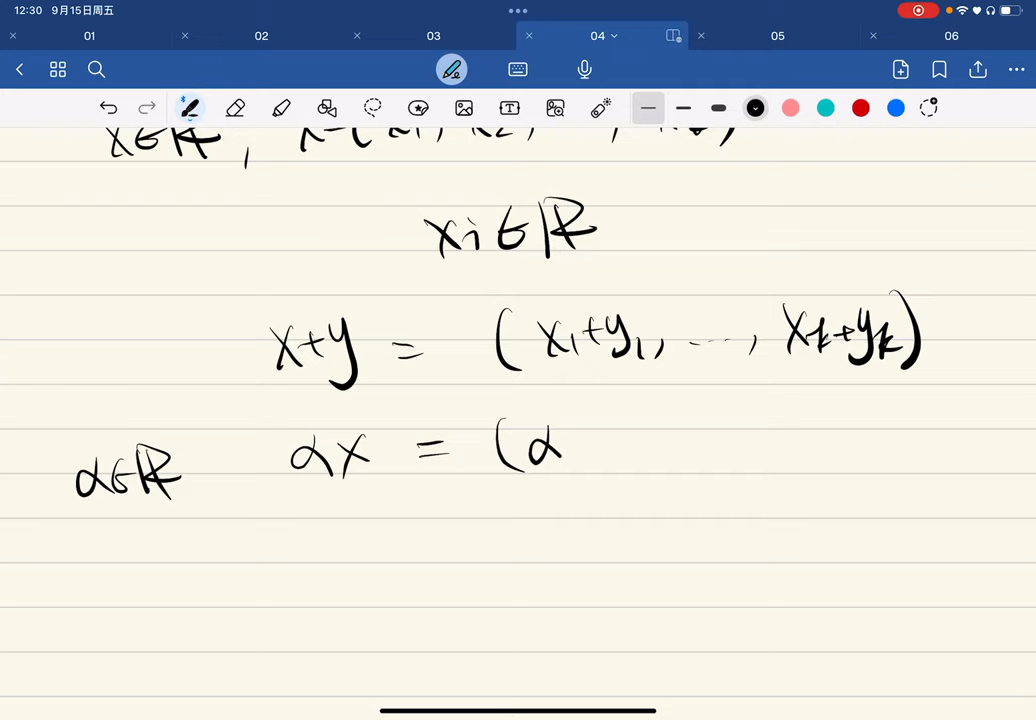 12:30 9月15日周五
01 02 03 04 05 06
x∈ℝ,
xi∈ℝ
x+y = (x₁+y₁, ..., xₖ+yₖ)
α∈ℝ αx = (α